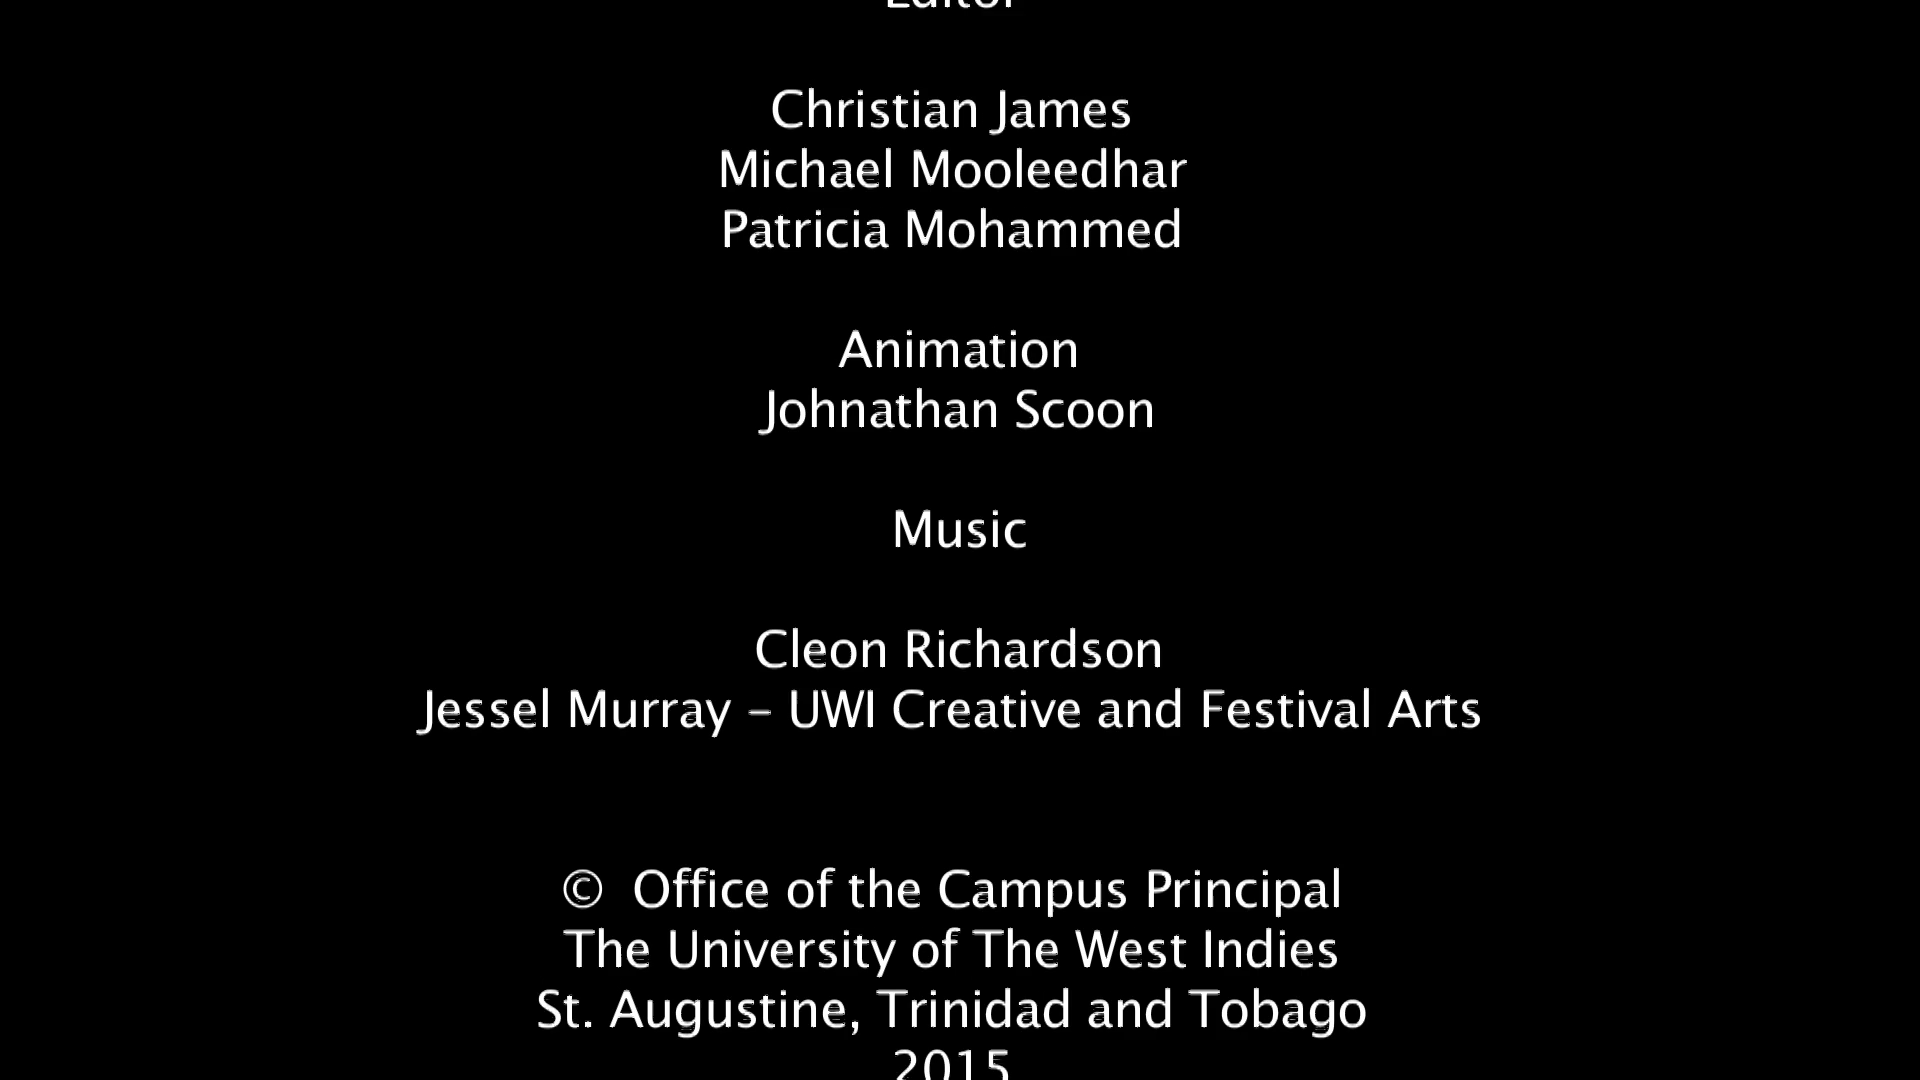 Editor
Christian James
Michael Mooleedhar
Patricia Mohammed
Animation
Johnathan Scoon
Music
Cleon Richardson
Jessel Murray – UWI Creative and Festival Arts
© Office of the Campus Principal
The University of The West Indies
St. Augustine, Trinidad and Tobago
2015